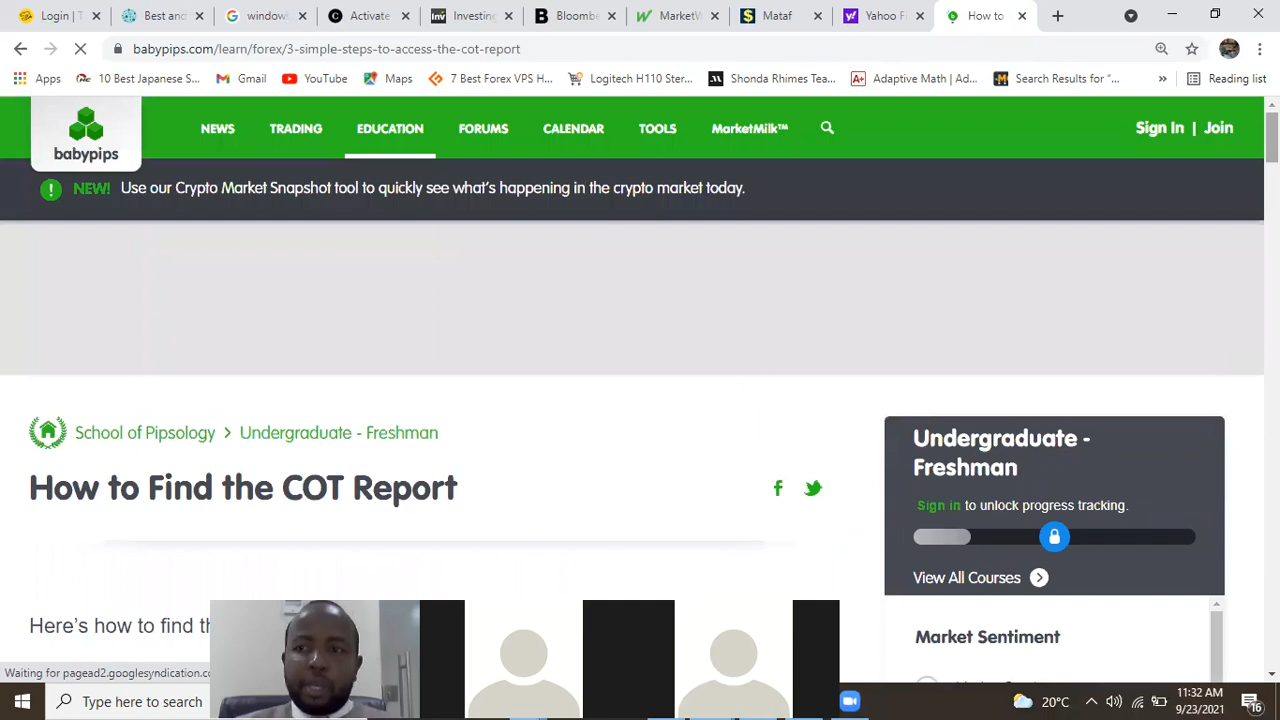 Login | T
t and
window
Activate
Investing
Bloombe
MarketW
Mataf
Yahoo F
How to
babypips.com/learn/forex/3-simple-steps-to-access-the-cot-report
Apps
10 Best Japanese S...
Gmail
YouTube
Maps
7 Best Forex VPS H...
Logitech H110 Ster...
Shonda Rhimes Tea...
Adaptive Math | Ad...
Search Results for “...
»
Reading list
babypips
NEWS
TRADING
EDUCATION
FORUMS
CALENDAR
TOOLS
MarketMilk™
Sign In | Join
NEW! Use our Crypto Market Snapshot tool to quickly see what's happening in the crypto market today.
School of Pipsology > Undergraduate - Freshman
How to Find the COT Report
Undergraduate -
Freshman
Sign in to unlock progress tracking.
View All Courses
Market Sentiment
Here's how to find th
Waiting for pagead2.googlesyndication.co
Type here to search
20°C
11:32 AM
9/23/2021
16